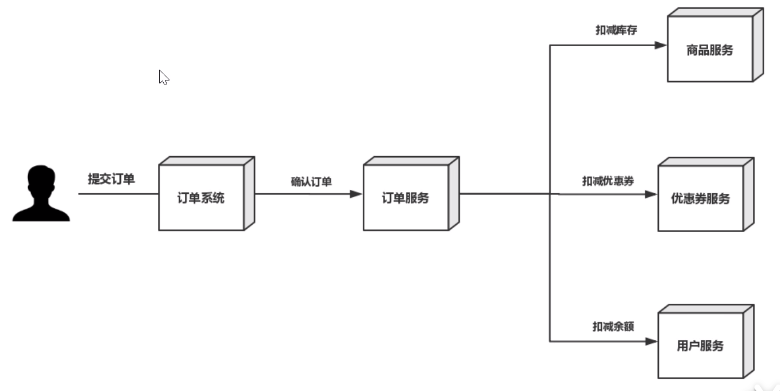 扣减库存
商品服务
提交订单
订单系统
确认订单
订单服务
扣减优惠券
优惠券服务
扣减余额
用户服务